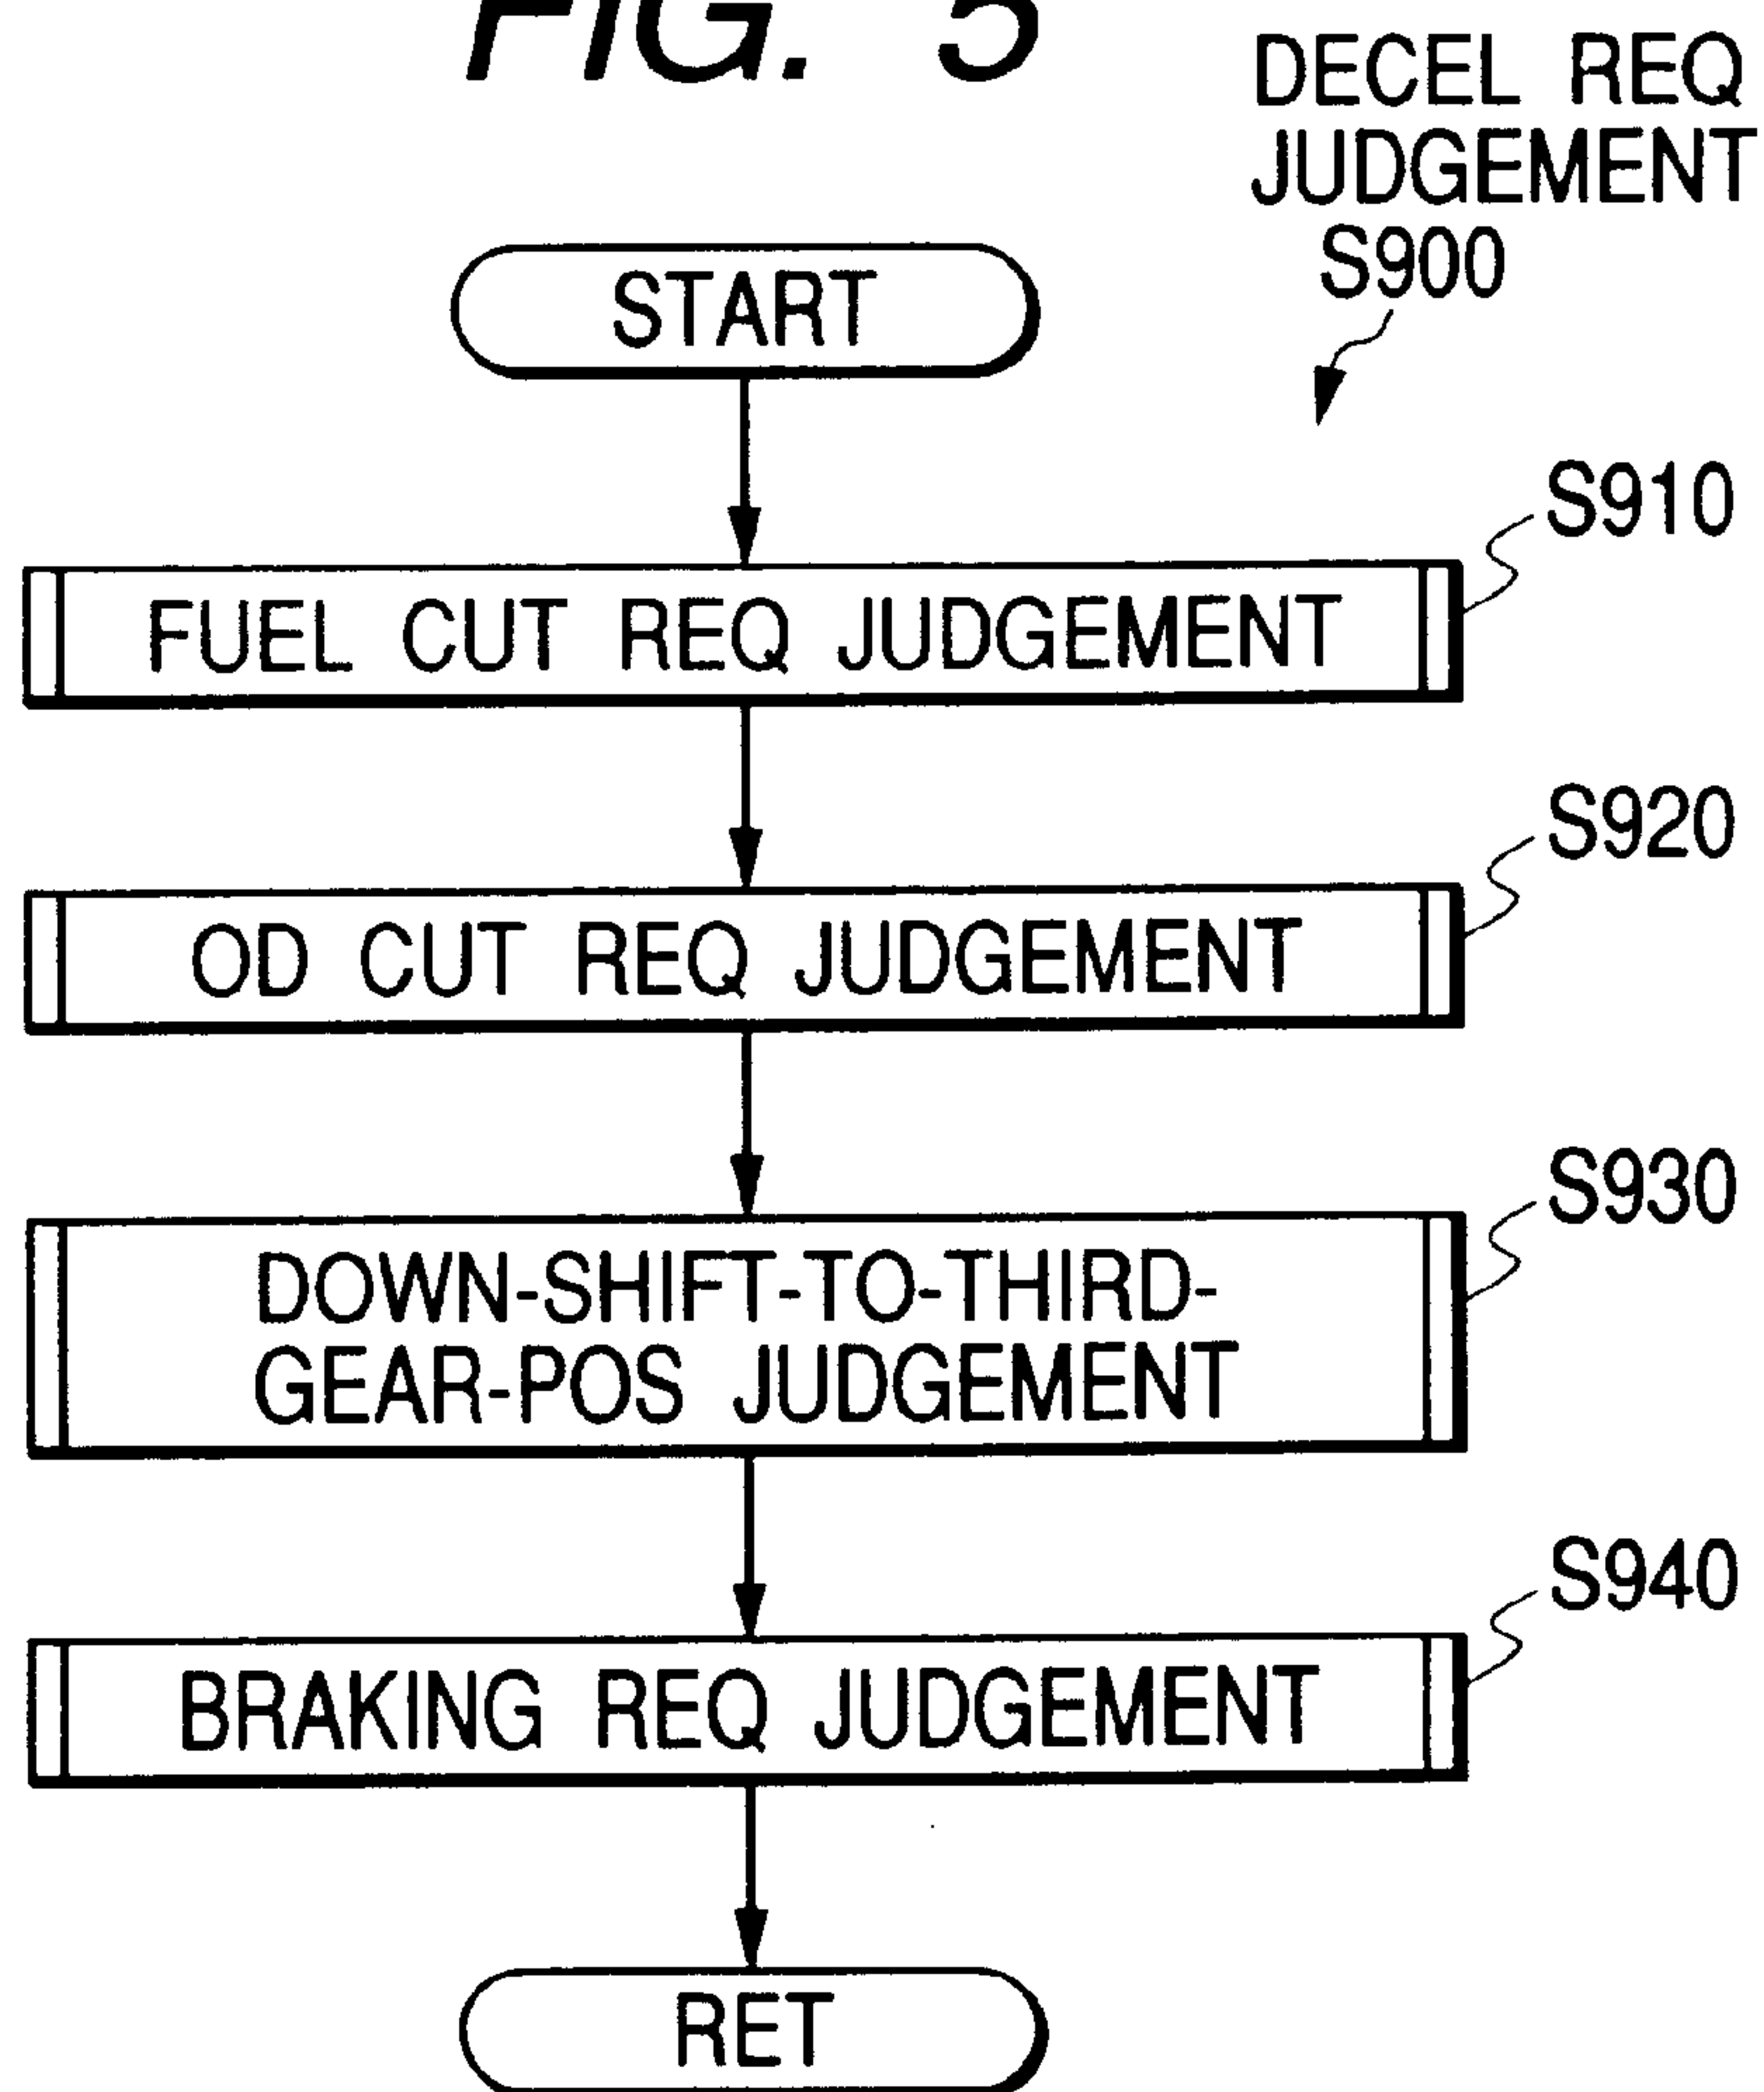 FIG. 5
DECEL REQ
JUDGEMENT
S900
START
S910
FUEL CUT REQ JUDGEMENT
S920
OD CUT REQ JUDGEMENT
S930
DOWN-SHIFT-TO-THIRD-
GEAR-POS JUDGEMENT
S940
BRAKING REQ JUDGEMENT
RET